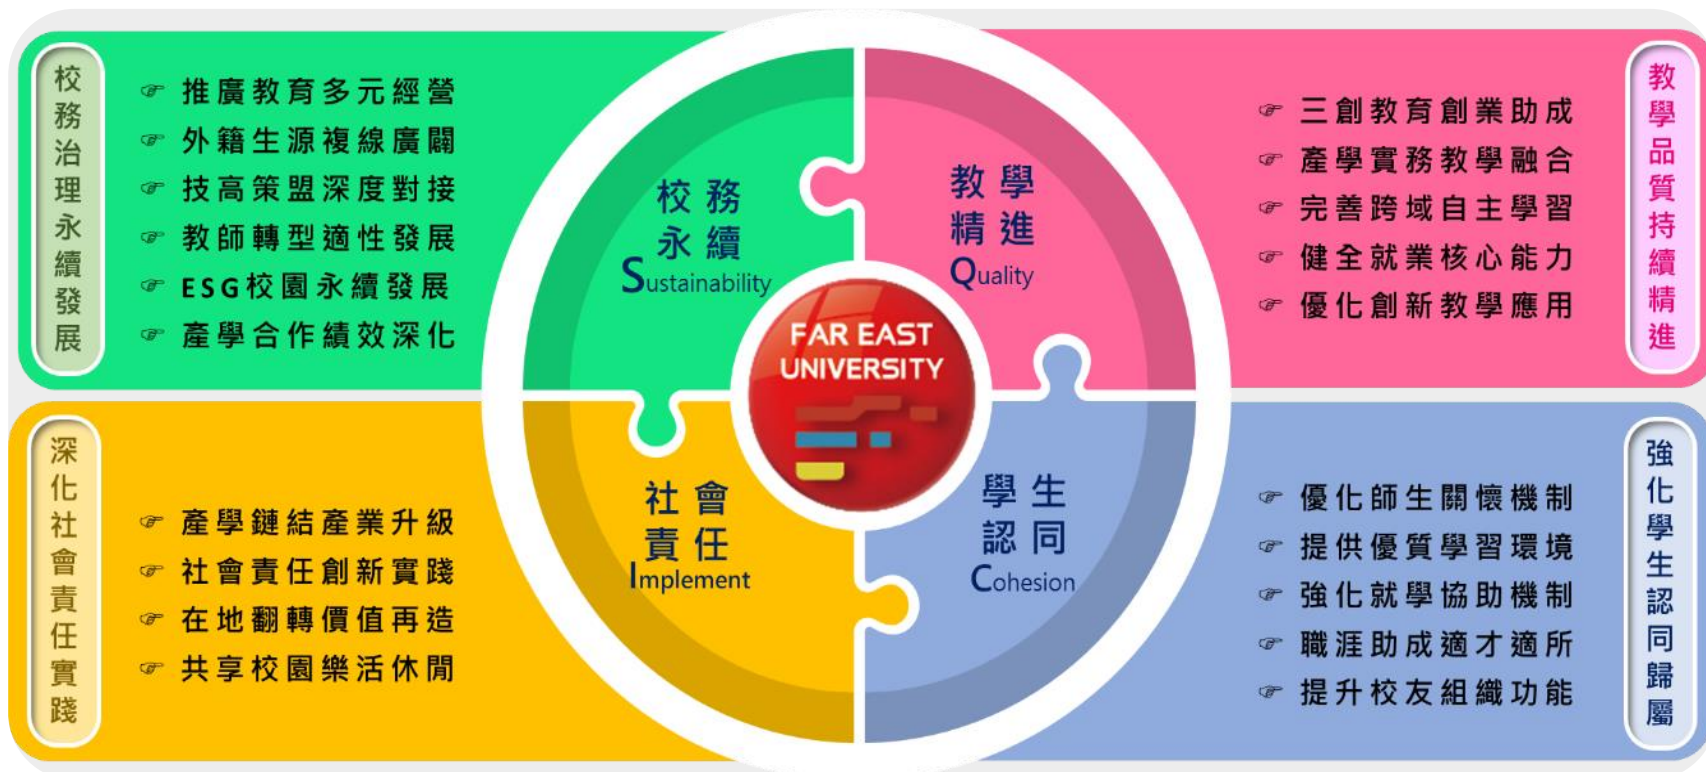 校務治理永續發展
推廣教育多元經營
外籍生源複線廣闢
技高策盟深度對接
教師轉型適性發展
ESG校園永續發展
產學合作績效深化
校務
永續
Sustainability
教學
精進
Quality
三創教育創業助成
產學實務教學融合
完善跨域自主學習
健全就業核心能力
優化創新教學應用
教學品質持續精進
FAR EAST
UNIVERSITY
深化社會責任實踐
產學鏈結產業升級
社會責任創新實踐
在地翻轉價值再造
共享校園樂活休閒
社會
責任
Implement
學生
認同
Cohesion
優化師生關懷機制
提供優質學習環境
強化就學協助機制
職涯助成適才適所
提升校友組織功能
強化學生認同歸屬